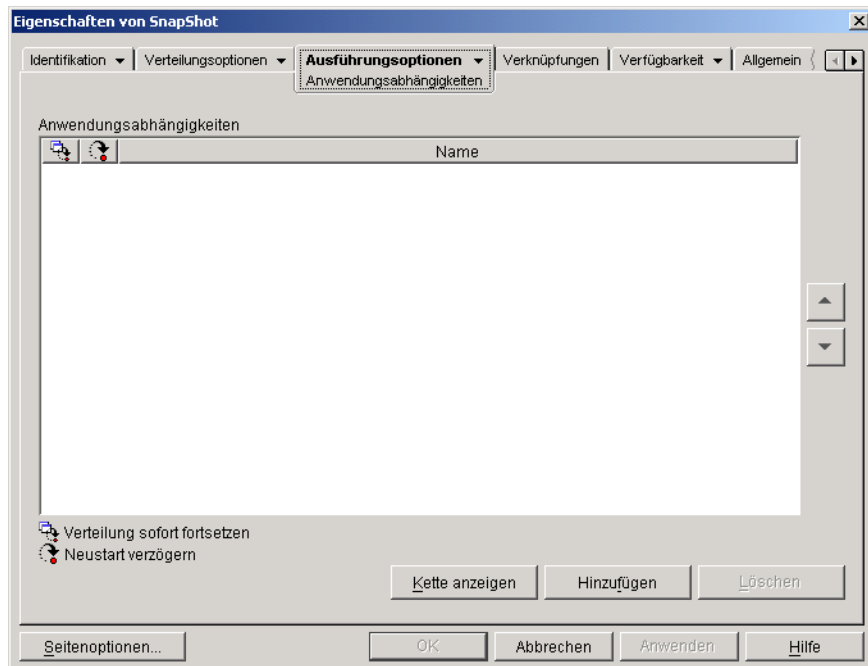 Eigenschaften von SnapShot
Identifikation Verteilungsoptionen Ausführungsoptionen Verknüpfungen Verfügbarkeit Allgemein
Anwendungsabhängigkeiten
Anwendungsabhängigkeiten
Name
Verteilung sofort fortsetzen
Neustart verzögern
Kette anzeigen Hinzufügen Löschen
Seitenoptionen... OK Abbrechen Anwenden Hilfe